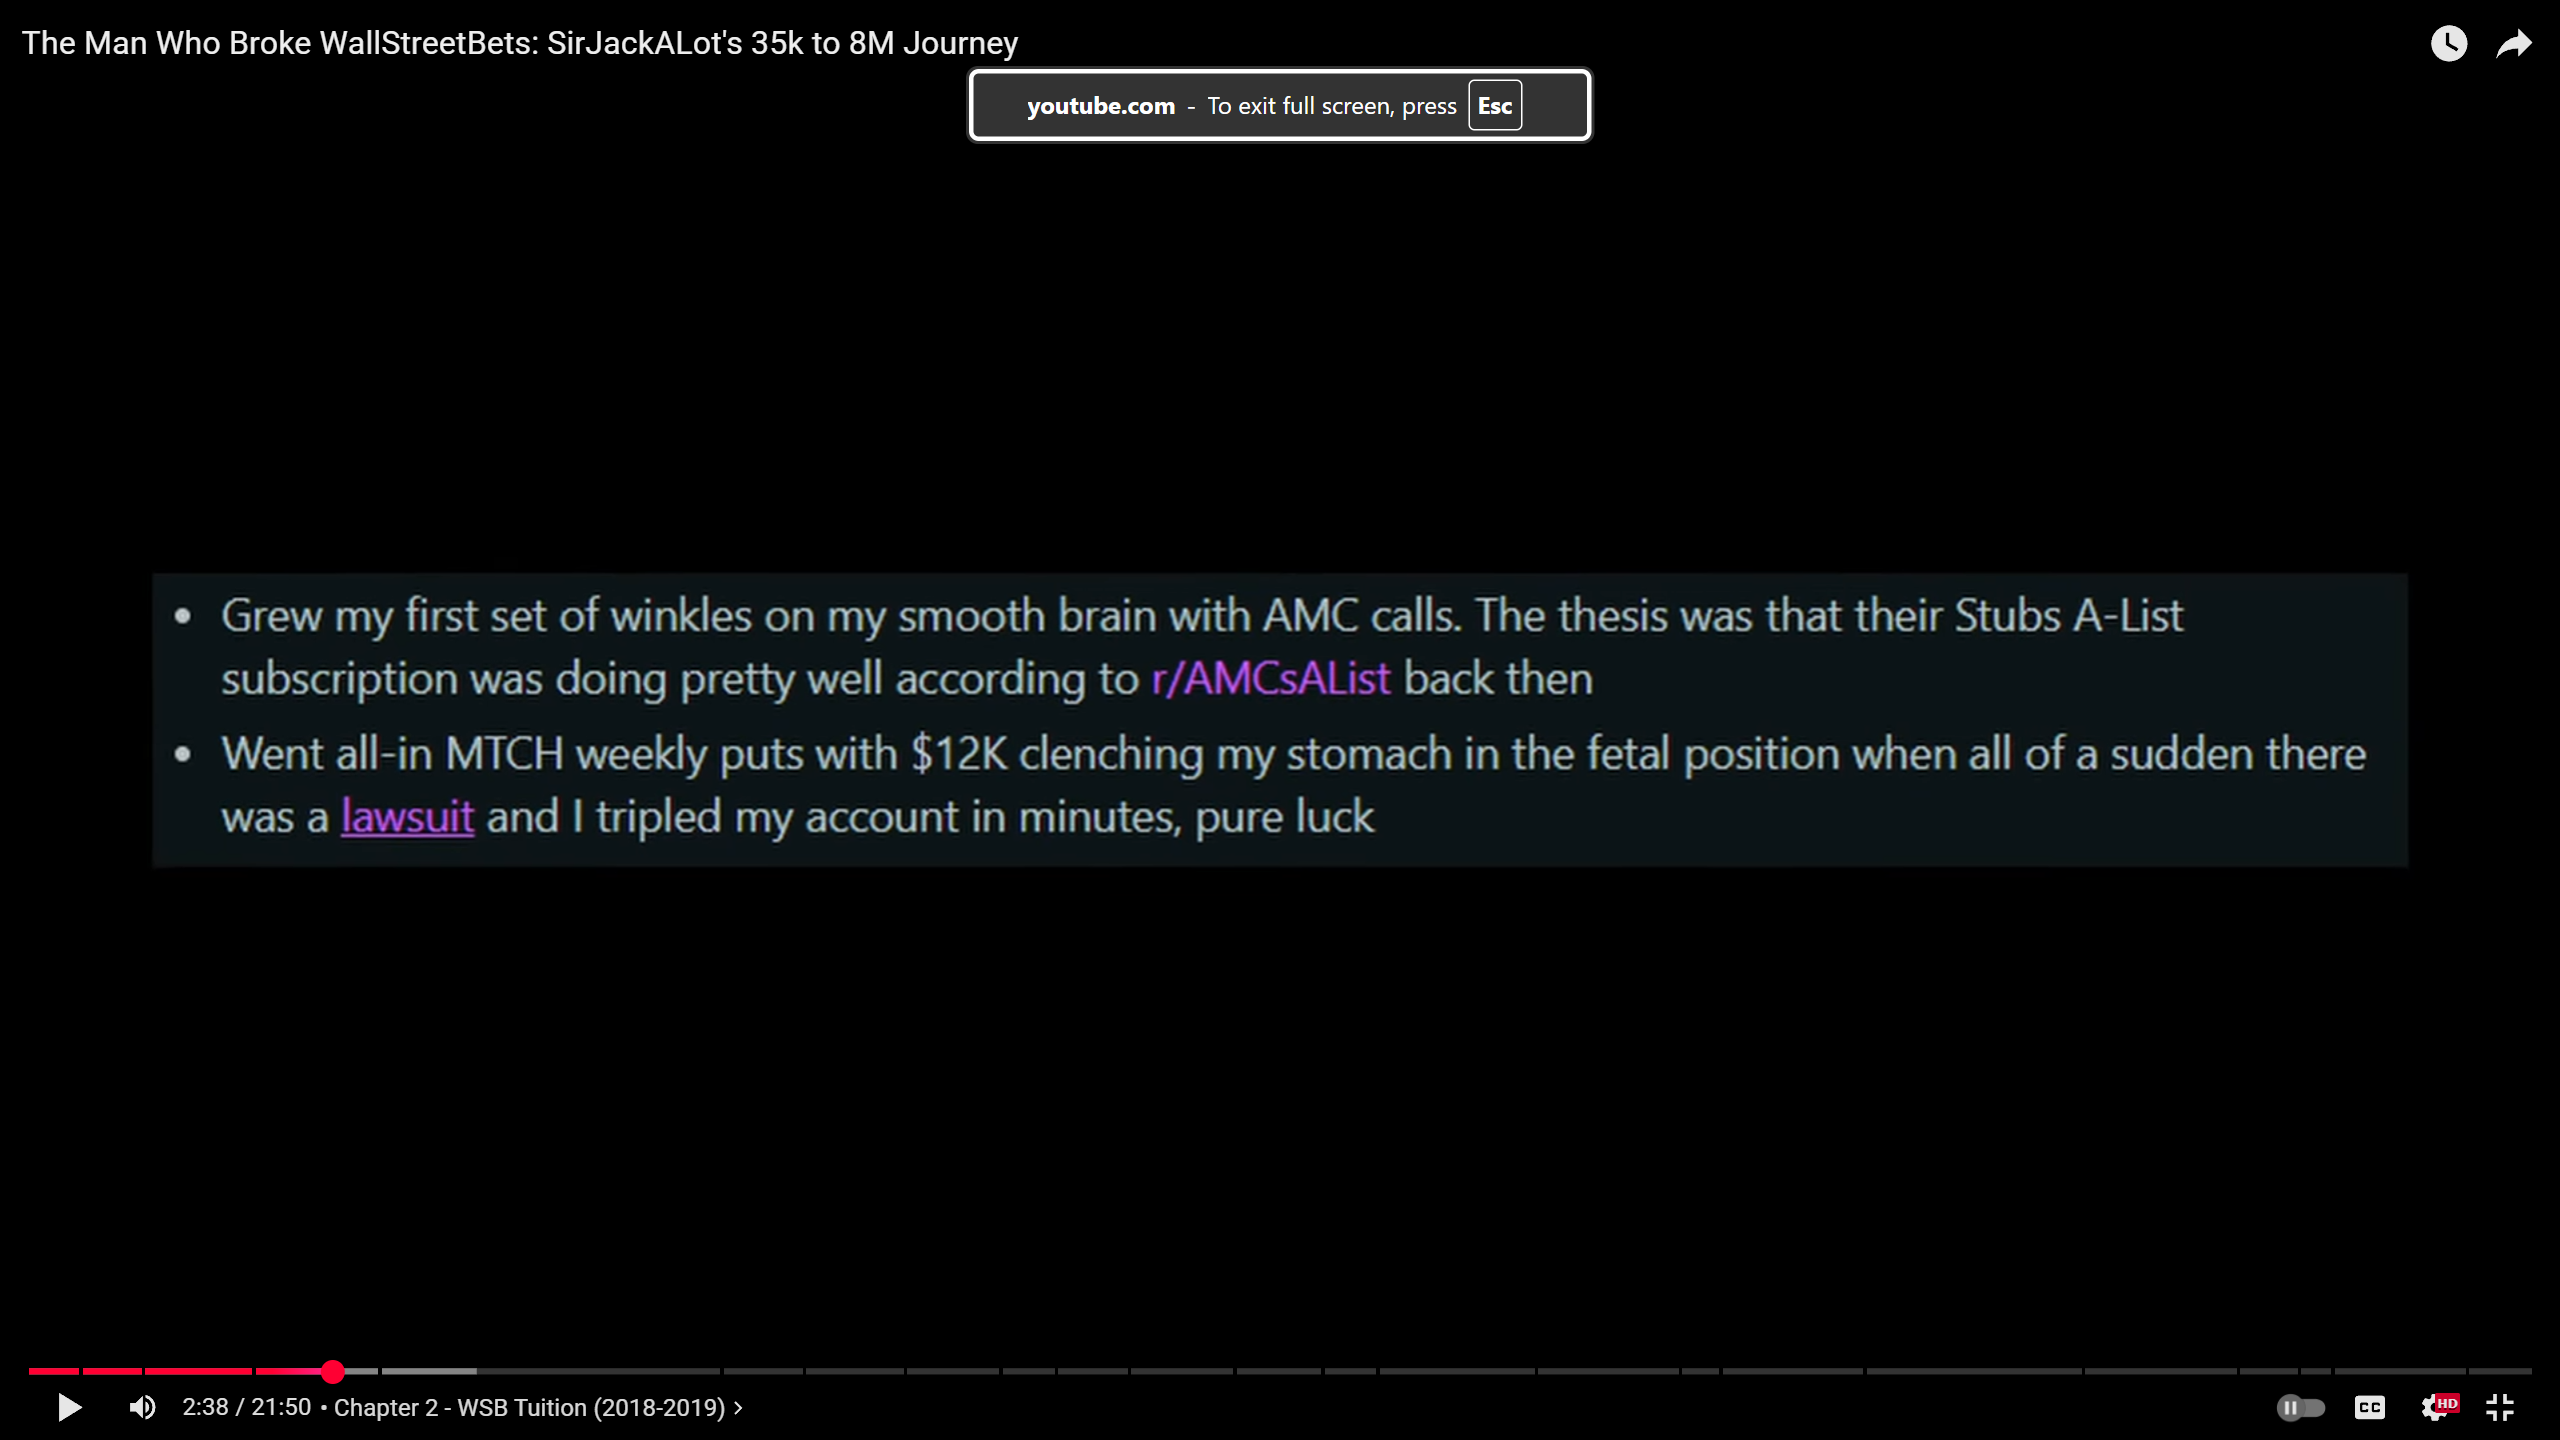 The Man Who Broke WallStreetBets: SirJackALot's 35k to 8M Journey
youtube.com - To exit full screen, press Esc
• Grew my first set of winkles on my smooth brain with AMC calls. The thesis was that their Stubs A-List
subscription was doing pretty well according to r/AMCsAList back then
• Went all-in MTCH weekly puts with $12K clenching my stomach in the fetal position when all of a sudden there
was a lawsuit and I tripled my account in minutes, pure luck
2:38 / 21:50 • Chapter 2 - WSB Tuition (2018-2019) >
CC
HD